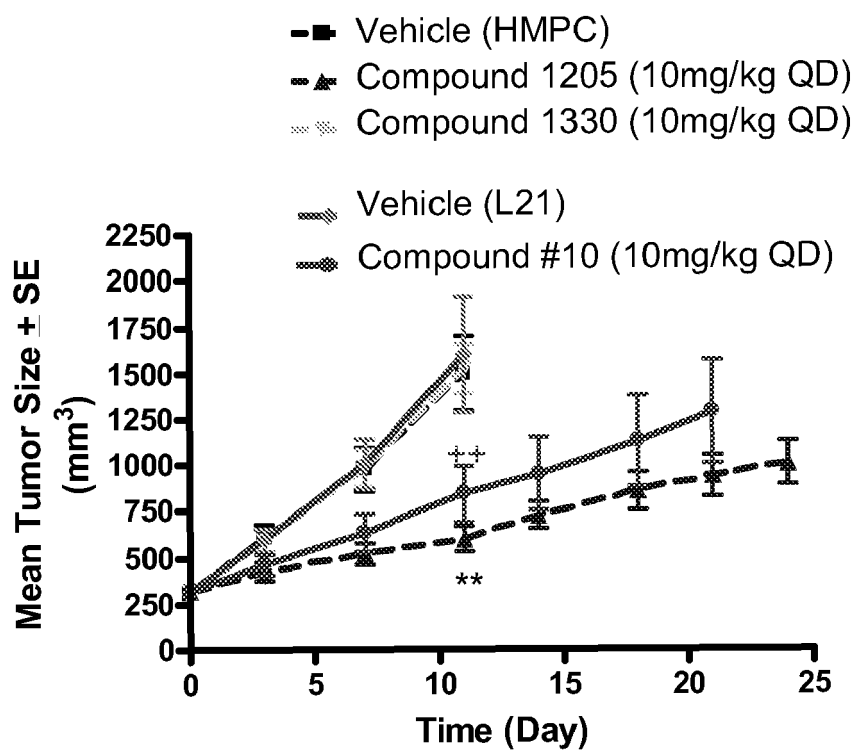 Vehicle (HMPC)
Compound 1205 (10mg/kg QD)
Compound 1330 (10mg/kg QD)
Vehicle (L21)
Compound #10 (10mg/kg QD)
Mean Tumor Size ± SE
(mm³)
2250
2000
1750
1500
1250
1000
750
500
250
0
++
**
0
5
10
15
20
25
Time (Day)